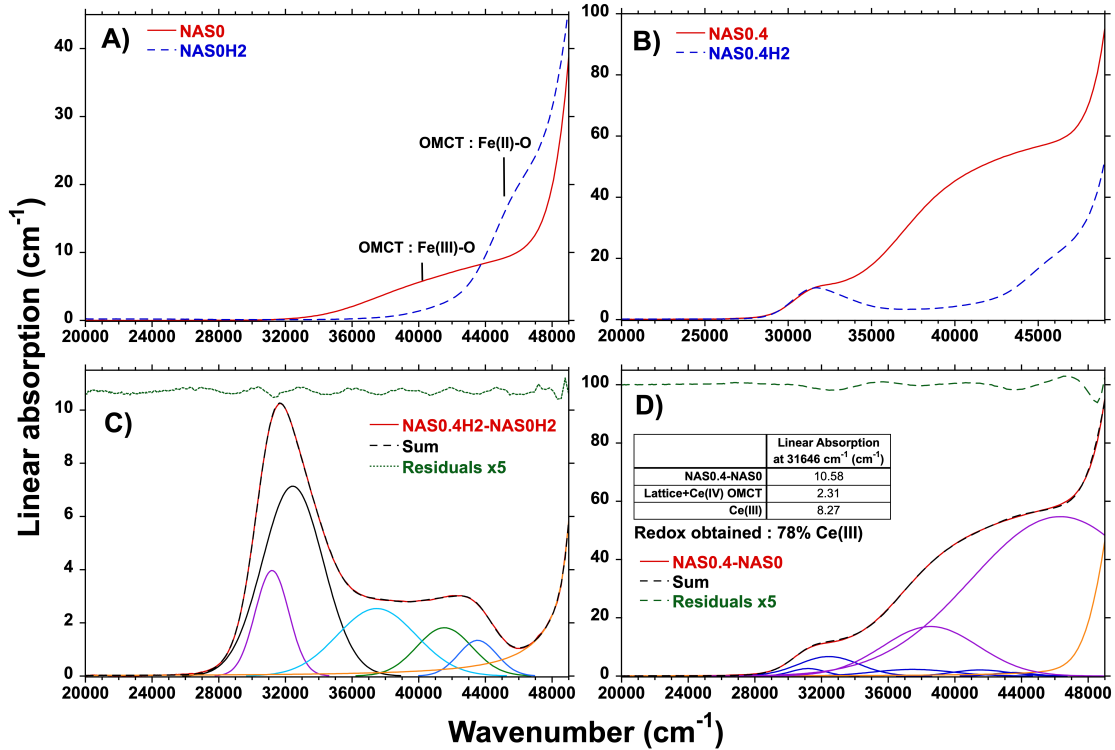 A)
NAS0
NAS0H2
OMCT : Fe(II)-O
OMCT : Fe(III)-O
40
30
20
10
0
20000 24000 28000 32000 36000 40000 44000 48000
B)
NAS0.4
NAS0.4H2
100
80
60
40
20
0
20000 25000 30000 35000 40000 45000
C)
NAS0.4H2-NAS0H2
Sum
Residuals x5
10
8
6
4
2
0
20000 24000 28000 32000 36000 40000 44000 48000
D)
Linear Absorption
at 31646 cm-1 (cm-1)
NAS0.4-NAS0 10.58
Lattice+Ce(IV) OMCT 2.31
Ce(III) 8.27
Redox obtained : 78% Ce(III)
NAS0.4-NAS0
Sum
Residuals x5
100
80
60
40
20
0
20000 24000 28000 32000 36000 40000 44000 48000
Linear absorption (cm-1)
Wavenumber (cm-1)